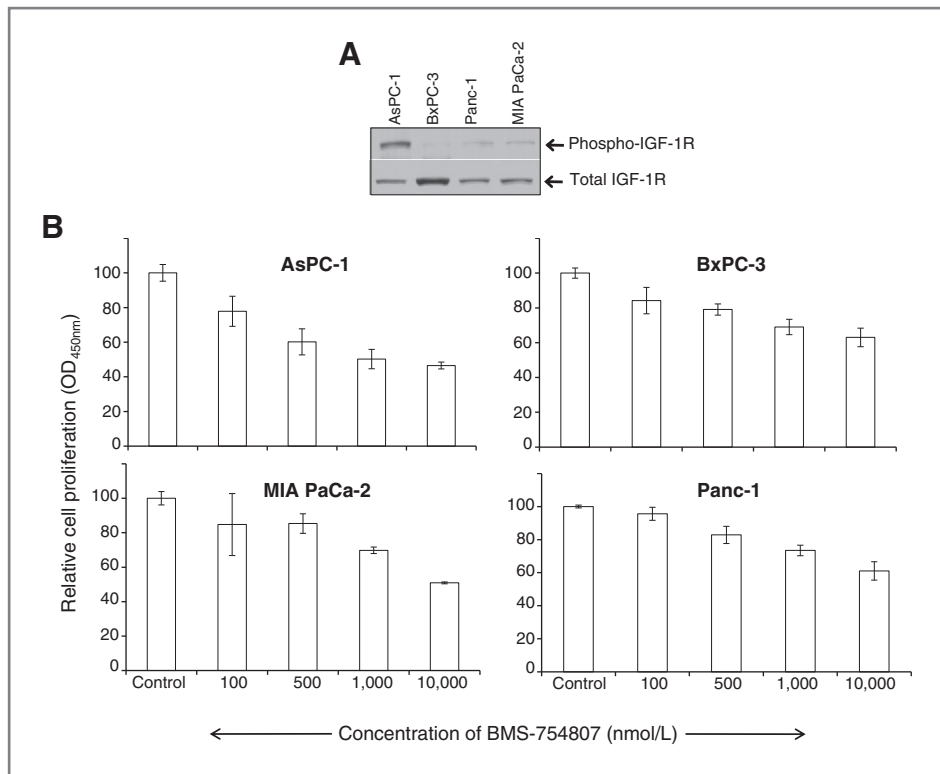 A
AsPC-1
BxPC-3
Panc-1
MIA PaCa-2
← Phospho-IGF-1R
← Total IGF-1R
B
Relative cell proliferation (OD450nm)
AsPC-1
100
80
60
40
20
0
BxPC-3
100
80
60
40
20
0
MIA PaCa-2
100
80
60
40
20
0
Control 100 500 1,000 10,000
Panc-1
100
80
60
40
20
0
Control 100 500 1,000 10,000
Concentration of BMS-754807 (nmol/L)